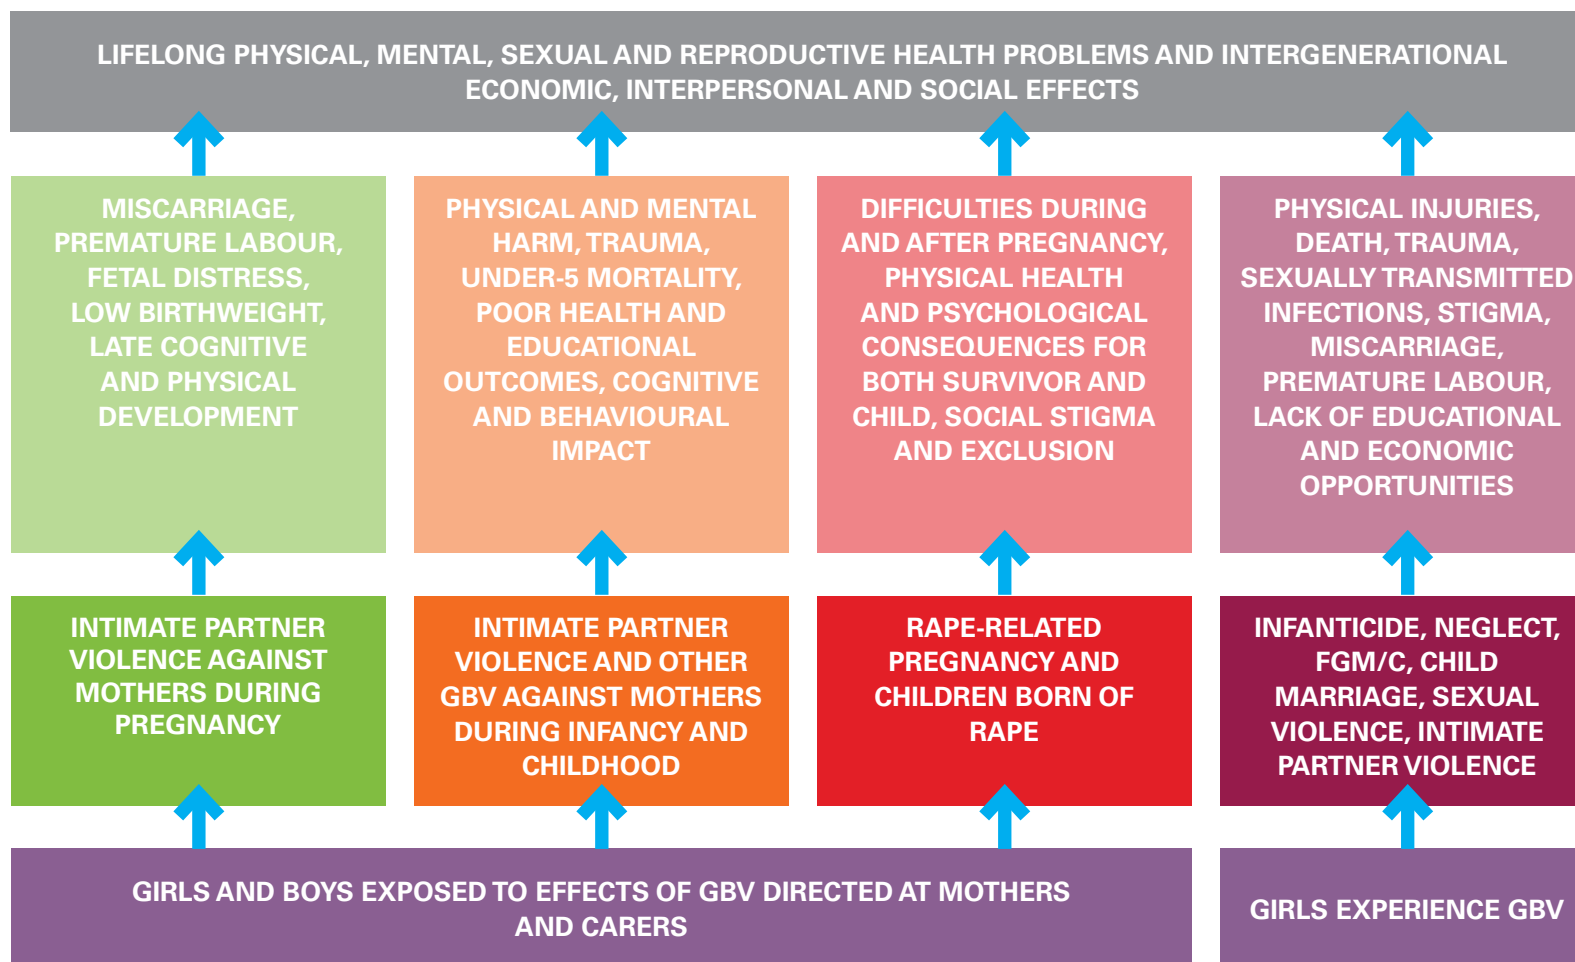 LIFELONG PHYSICAL, MENTAL, SEXUAL AND REPRODUCTIVE HEALTH PROBLEMS AND INTERGENERATIONAL
ECONOMIC, INTERPERSONAL AND SOCIAL EFFECTS
MISCARRIAGE,
PREMATURE LABOUR,
FETAL DISTRESS,
LOW BIRTHWEIGHT,
LATE COGNITIVE
AND PHYSICAL
DEVELOPMENT
PHYSICAL AND MENTAL
HARM, TRAUMA,
UNDER-5 MORTALITY,
POOR HEALTH AND
EDUCATIONAL
OUTCOMES, COGNITIVE
AND BEHAVIOURAL
IMPACT
DIFFICULTIES DURING
AND AFTER PREGNANCY,
PHYSICAL HEALTH
AND PSYCHOLOGICAL
CONSEQUENCES FOR
BOTH SURVIVOR AND
CHILD, SOCIAL STIGMA
AND EXCLUSION
PHYSICAL INJURIES,
DEATH, TRAUMA,
SEXUALLY TRANSMITTED
INFECTIONS, STIGMA,
MISCARRIAGE,
PREMATURE LABOUR,
LACK OF EDUCATIONAL
AND ECONOMIC
OPPORTUNITIES
INTIMATE PARTNER
VIOLENCE AGAINST
MOTHERS DURING
PREGNANCY
INTIMATE PARTNER
VIOLENCE AND OTHER
GBV AGAINST MOTHERS
DURING INFANCY AND
CHILDHOOD
RAPE-RELATED
PREGNANCY AND
CHILDREN BORN OF
RAPE
INFANTICIDE, NEGLECT,
FGM/C, CHILD
MARRIAGE, SEXUAL
VIOLENCE, INTIMATE
PARTNER VIOLENCE
GIRLS AND BOYS EXPOSED TO EFFECTS OF GBV DIRECTED AT MOTHERS
AND CARERS
GIRLS EXPERIENCE GBV